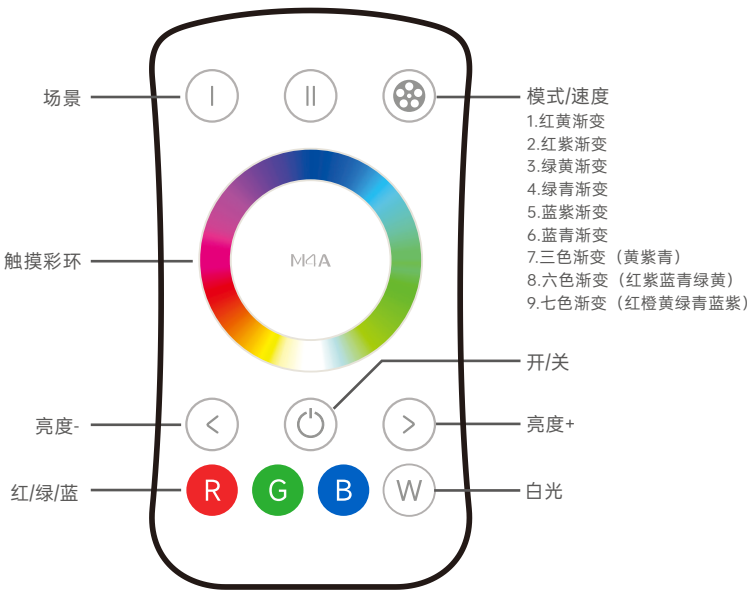 场景
I
II
模式/速度
1.红黄渐变
2.红紫渐变
3.绿黄渐变
4.绿青渐变
5.蓝紫渐变
6.蓝青渐变
7.三色渐变（黄紫青）
8.六色渐变（红紫蓝青绿黄）
9.七色渐变（红橙黄绿青蓝紫）
触摸彩环
M4A
开/关
亮度-
亮度+
红/绿/蓝
R G B W
白光